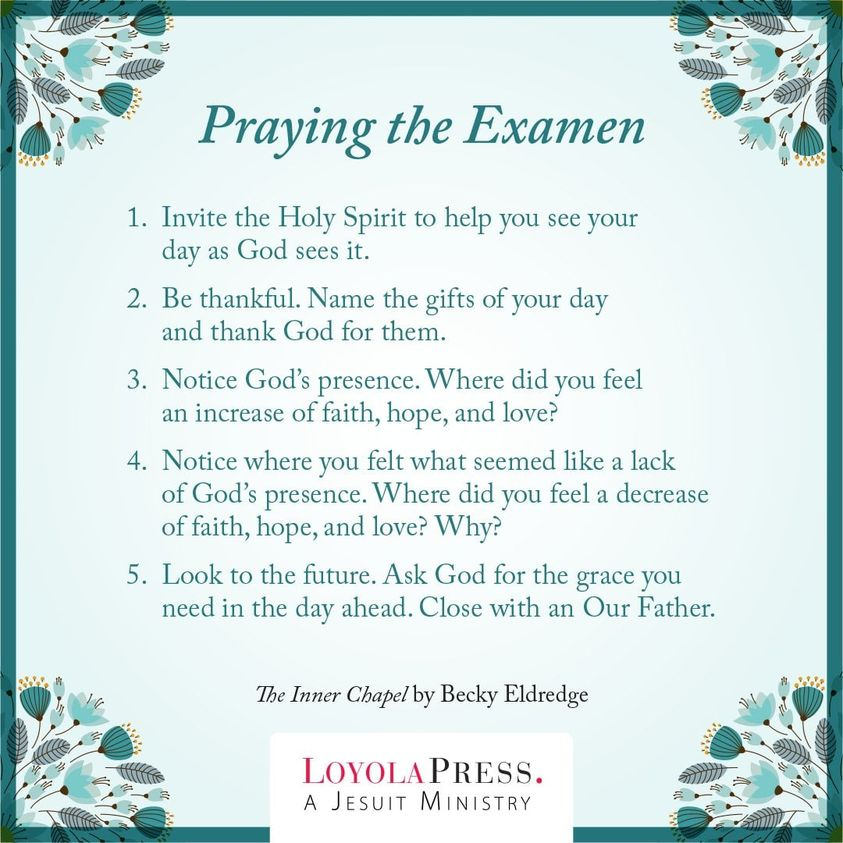 Praying the Examen
1. Invite the Holy Spirit to help you see your
day as God sees it.
2. Be thankful. Name the gifts of your day
and thank God for them.
3. Notice God’s presence. Where did you feel
an increase of faith, hope, and love?
4. Notice where you felt what seemed like a lack
of God’s presence. Where did you feel a decrease
of faith, hope, and love? Why?
5. Look to the future. Ask God for the grace you
need in the day ahead. Close with an Our Father.
The Inner Chapel by Becky Eldredge
LOYOLAPRESS.
A JESUIT MINISTRY